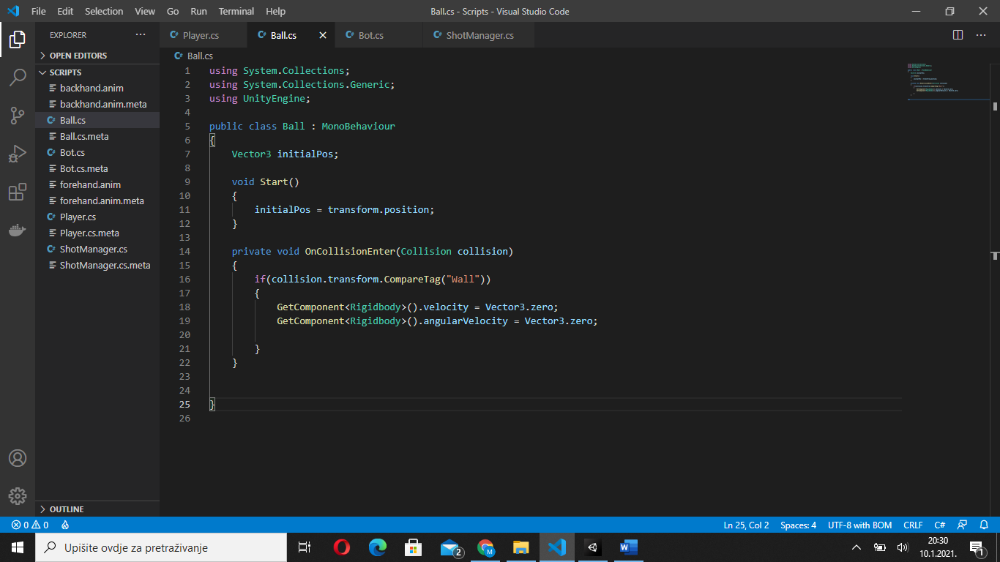 File Edit Selection View Go Run Terminal Help
Ball.cs - Scripts - Visual Studio Code
EXPLORER
OPEN EDITORS
SCRIPTS
backhand.anim
backhand.anim.meta
Ball.cs
Ball.cs.meta
Bot.cs
Bot.cs.meta
forehand.anim
forehand.anim.meta
Player.cs
Player.cs.meta
ShotManager.cs
ShotManager.cs.meta
OUTLINE
Player.cs Ball.cs Bot.cs ShotManager.cs
Ball.cs
1 using System.Collections;
2 using System.Collections.Generic;
3 using UnityEngine;
4
5 public class Ball : MonoBehaviour
6 {
7 Vector3 initialPos;
8
9 void Start()
10 {
11 initialPos = transform.position;
12 }
13
14 private void OnCollisionEnter(Collision collision)
15 {
16 if(collision.transform.CompareTag("Wall"))
17 {
18 GetComponent<Rigidbody>().velocity = Vector3.zero;
19 GetComponent<Rigidbody>().angularVelocity = Vector3.zero;
20
21 }
22 }
23
24
25 }
26
0 0 Ln 25, Col 2 Spaces: 4 UTF-8 with BOM CRLF C#
Upišite ovdje za pretraživanje
2
20:30
10.1.2021.
1